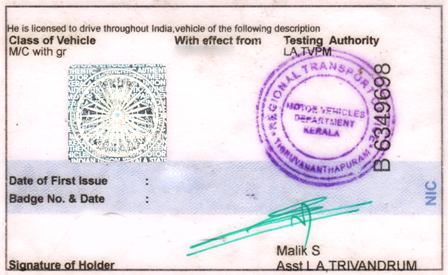 He is licensed to drive throughout India,vehicle of the following description
Class of Vehicle With effect from Testing Authority
M/C with gr LA,TVPM
REGIONAL TRANSPORT
MOTOR VEHICLES
DEPARTMENT
KERALA
THIRUVANANTHAPURAM
B 6349698
Date of First Issue :
Badge No. & Date :
NIC
Malik S
Signature of Holder Asst L A,TRIVANDRUM